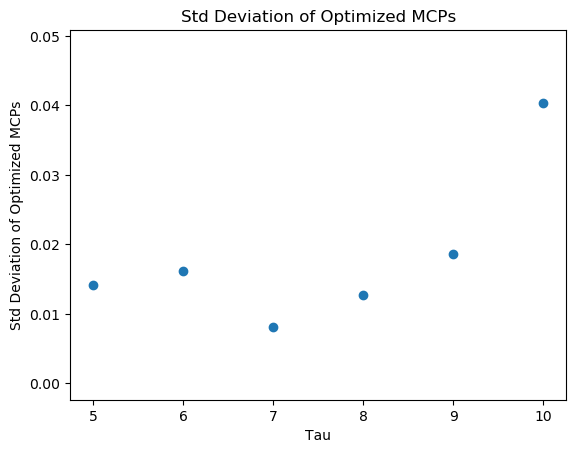 Std Deviation of Optimized MCPs
Std Deviation of Optimized MCPs
0.05
0.04
0.03
0.02
0.01
0.00
5 6 7 8 9 10
Tau